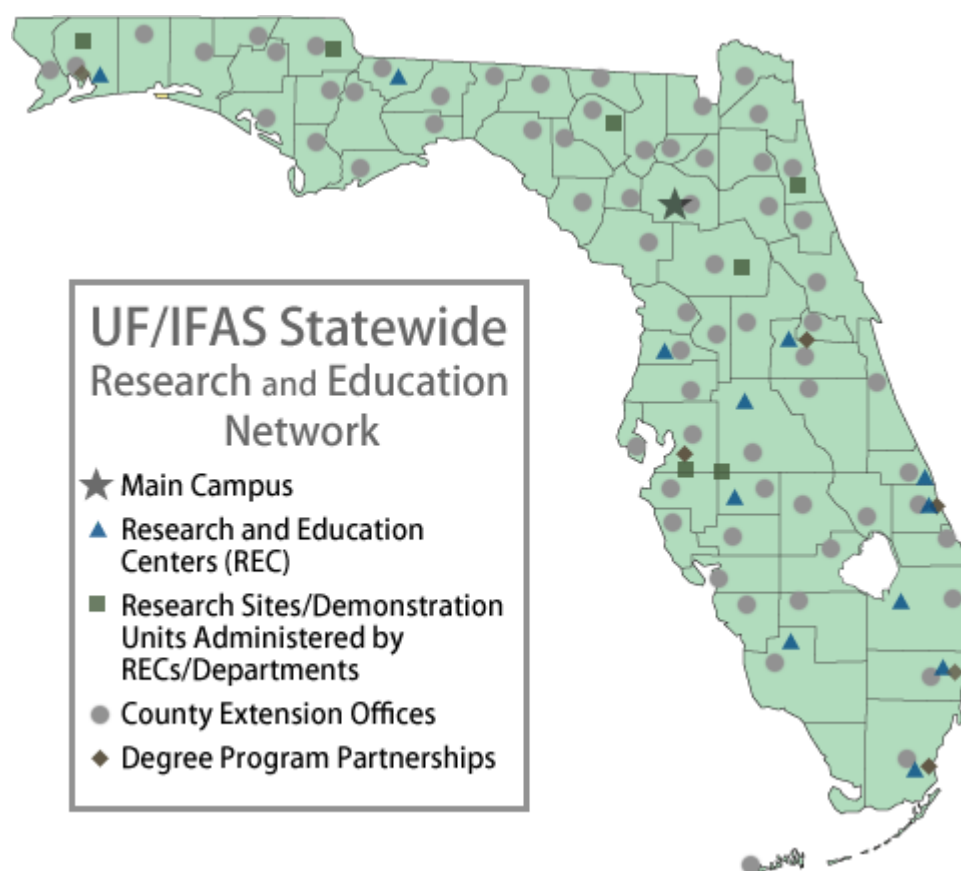 UF/IFAS Statewide
Research and Education
Network
Main Campus
Research and Education
Centers (REC)
Research Sites/Demonstration
Units Administered by
RECs/Departments
County Extension Offices
Degree Program Partnerships